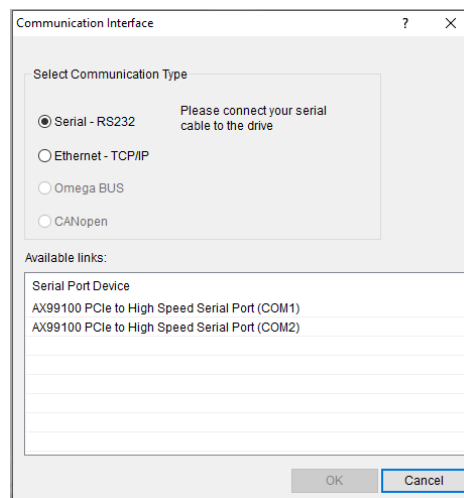 Communication Interface ? X
Select Communication Type
Serial - RS232
Please connect your serial
cable to the drive
Ethernet - TCP/IP
Omega BUS
CANopen
Available links:
Serial Port Device
AX99100 PCIe to High Speed Serial Port (COM1)
AX99100 PCIe to High Speed Serial Port (COM2)
OK Cancel